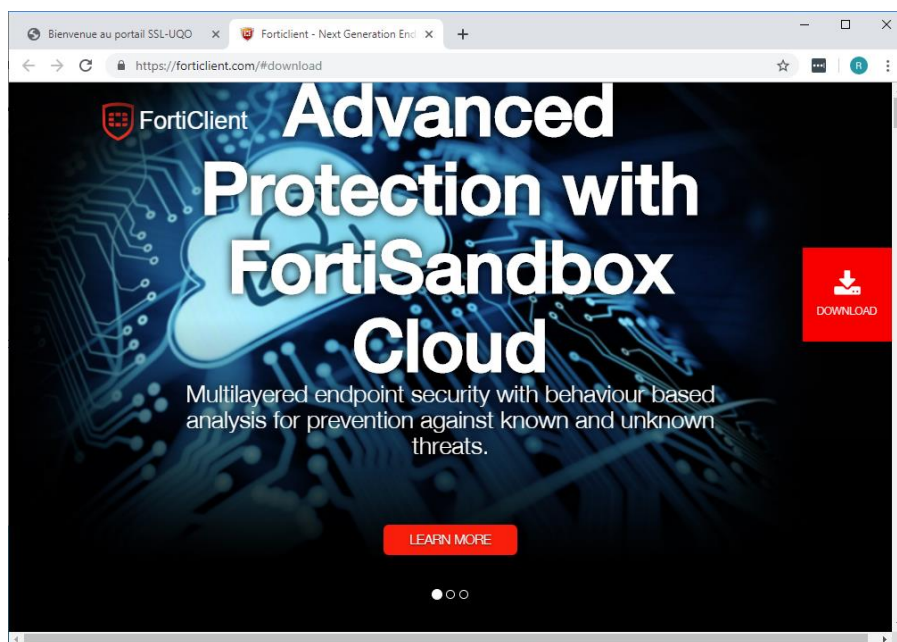 Bienvenue au portail SSL-UQO
Forticlient - Next Generation End
https://forticlient.com/#download
R
FortiClient
Advanced
Protection with
FortiSandbox
Cloud
DOWNLOAD
Multilayered endpoint security with behaviour based
analysis for prevention against known and unknown
threats.
LEARN MORE